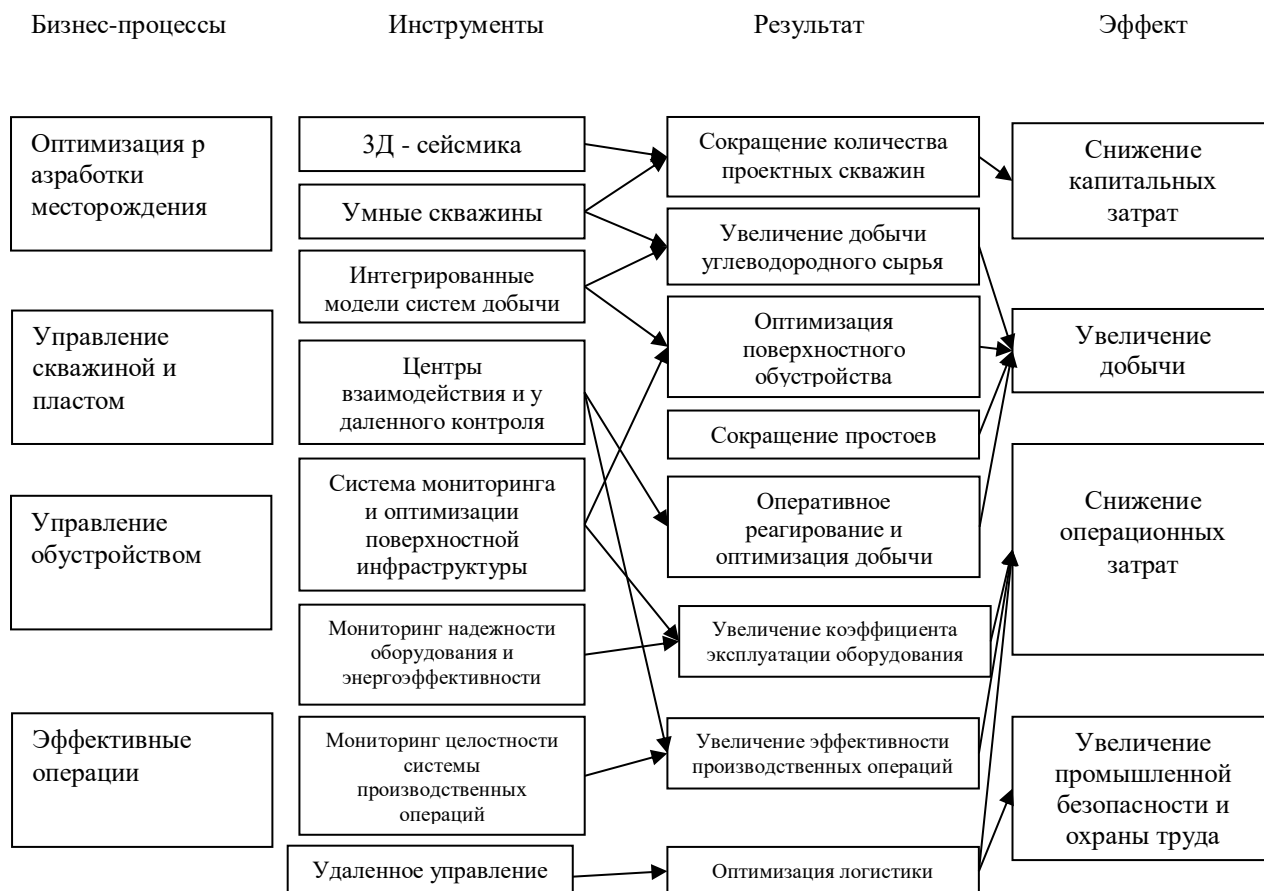 Бизнес-процессы
Инструменты
Результат
Эффект
Оптимизация р
азработки
месторождения
Управление
скважиной и
пластом
Управление
обустройством
Эффективные
операции
3Д - сейсмика
Умные скважины
Интегрированные
модели систем добычи
Центры
взаимодействия и у
даленного контроля
Система мониторинга
и оптимизации
поверхностной
инфраструктуры
Мониторинг надежности
оборудования и
энергоэффективности
Мониторинг целостности
системы
производственных
операций
Удаленное управление
Сокращение количества
проектных скважин
Увеличение добычи
углеводородного сырья
Оптимизация
поверхностного
обустройства
Сокращение простоев
Оперативное
реагирование и
оптимизация добычи
Увеличение коэффициента
эксплуатации оборудования
Увеличение эффективности
производственных операций
Оптимизация логистики
Снижение
капитальных
затрат
Увеличение
добычи
Снижение
операционных
затрат
Увеличение
промышленной
безопасности и
охраны труда